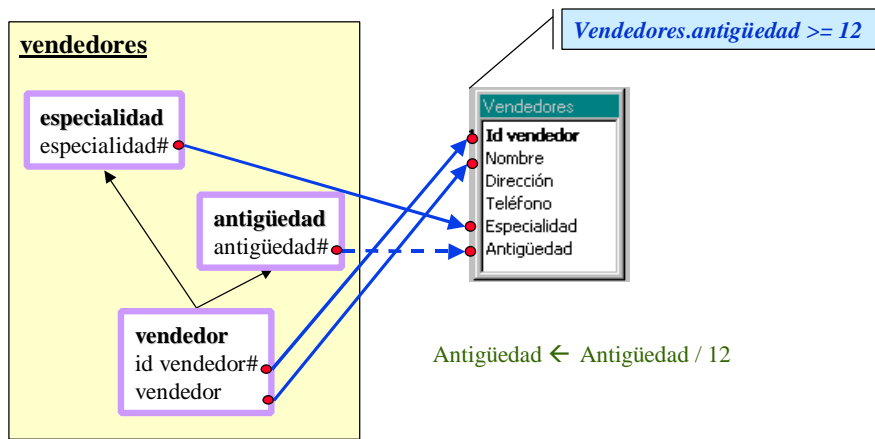 vendedores
especialidad
especialidad#
antigüedad
antigüedad#
vendedor
id vendedor#
vendedor
Vendedores.antigüedad >= 12
Vendedores
Id vendedor
Nombre
Dirección
Teléfono
Especialidad
Antigüedad
Antigüedad ← Antigüedad / 12